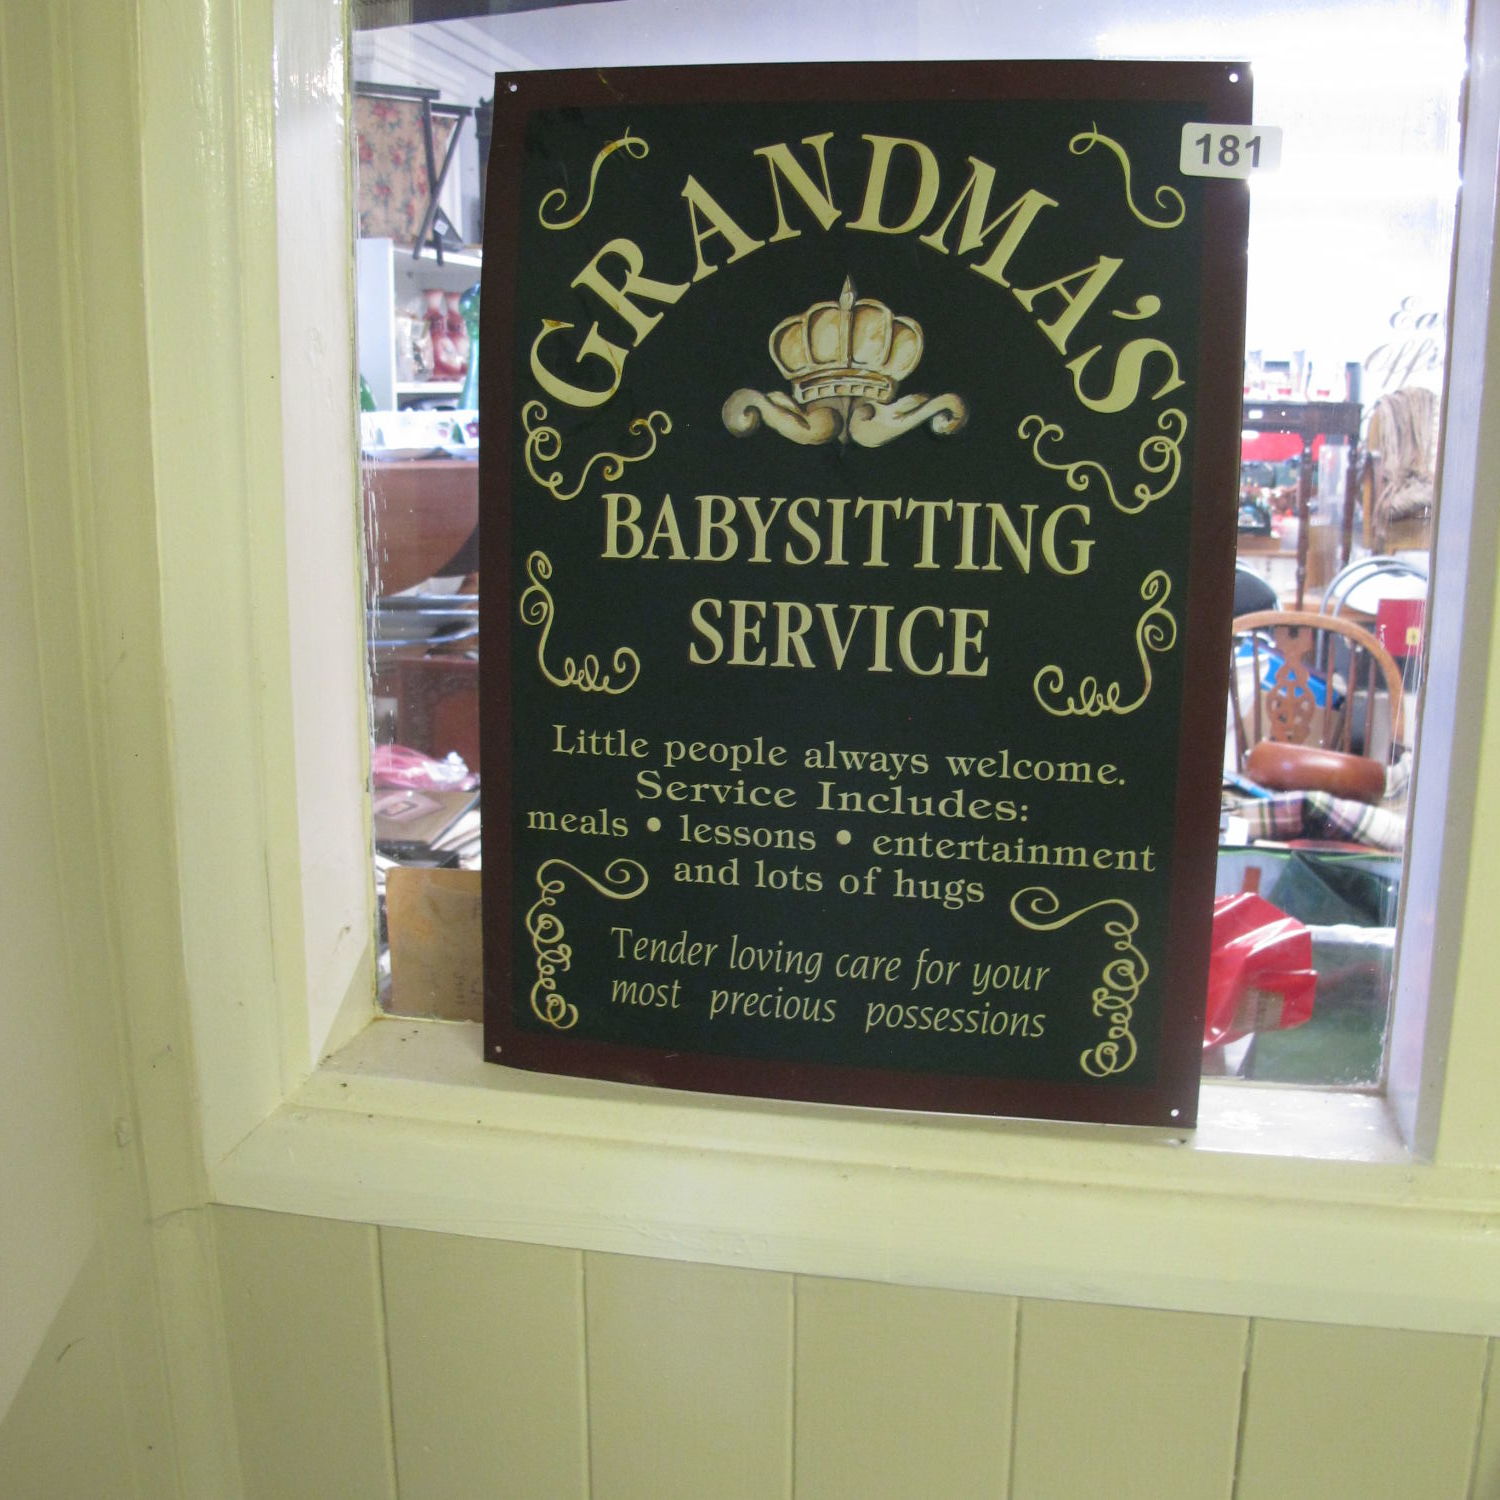 181
GRANDMA'S
BABYSITTING
SERVICE
Little people always welcome.
Service Includes:
meals • lessons • entertainment
and lots of hugs
Tender loving care for your
most precious possessions